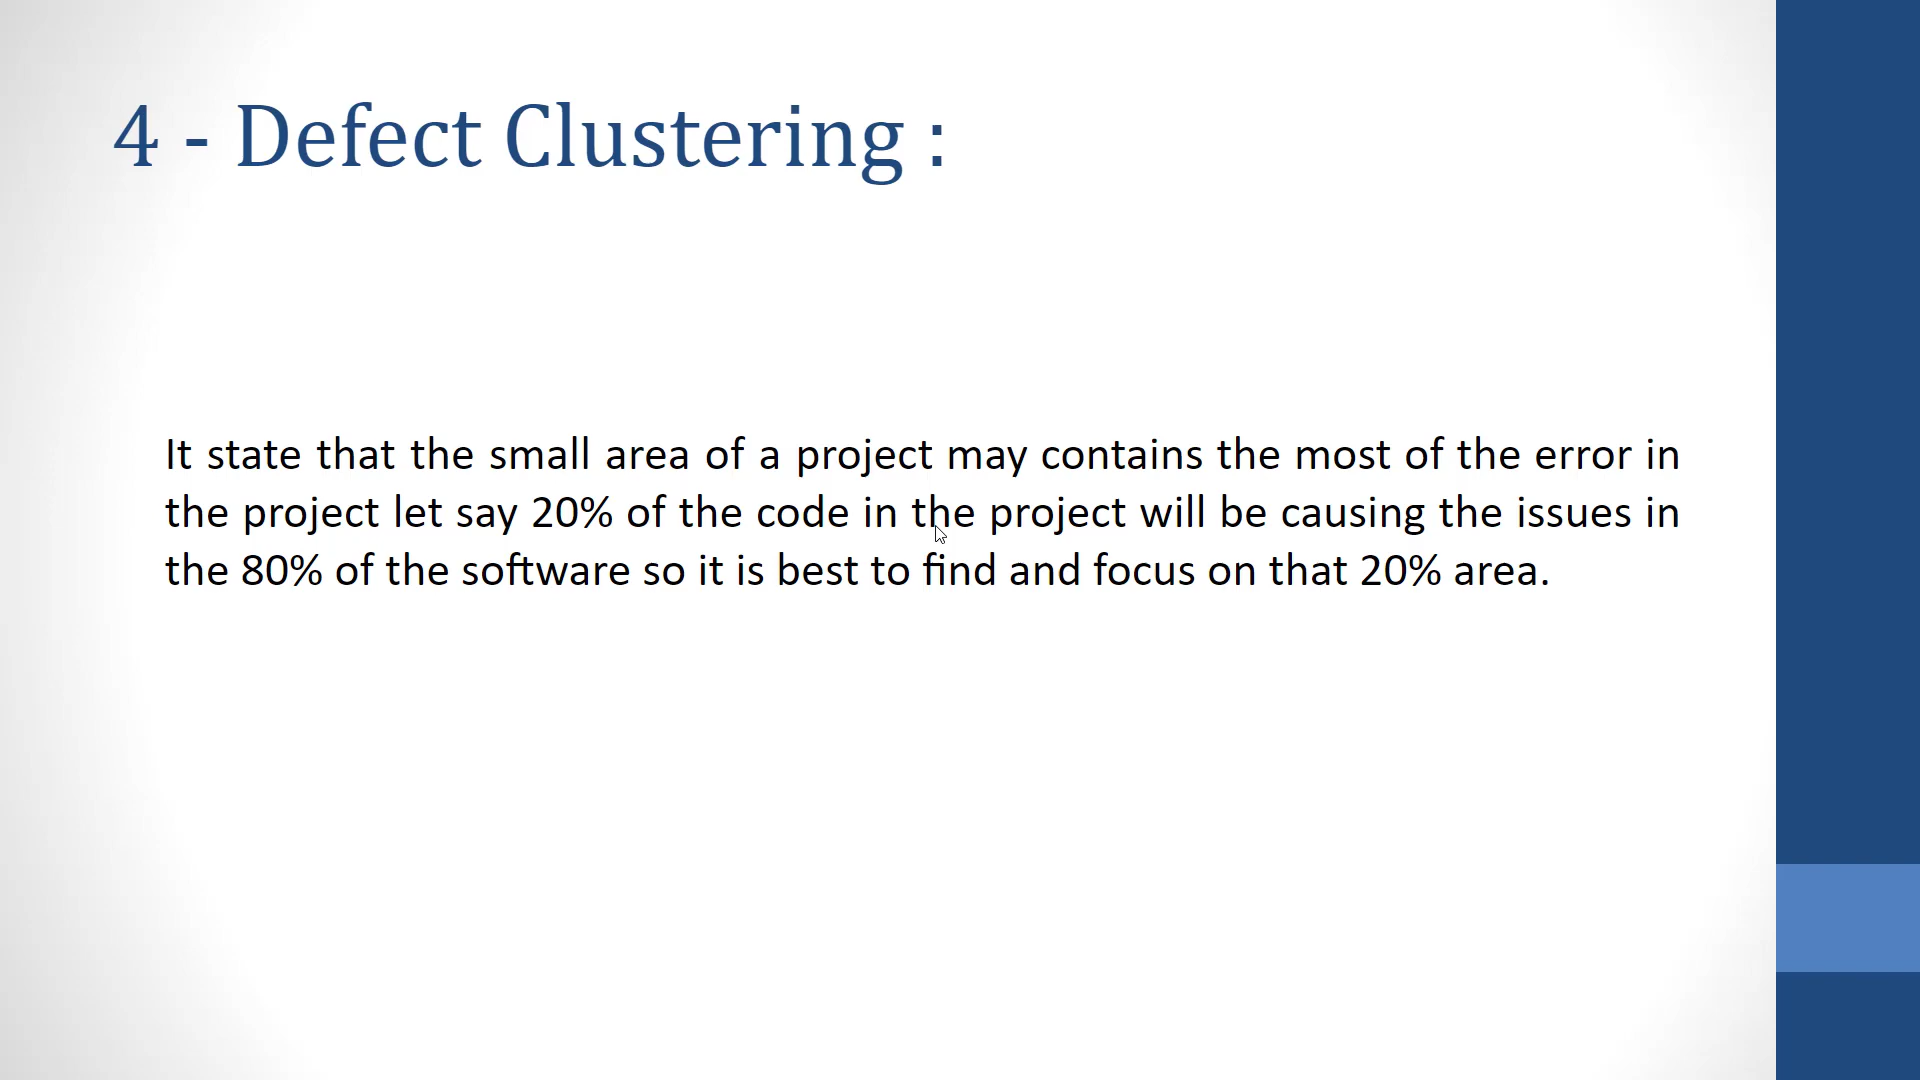 4 - Defect Clustering :
It state that the small area of a project may contains the most of the error in
the project let say 20% of the code in the project will be causing the issues in
the 80% of the software so it is best to find and focus on that 20% area.